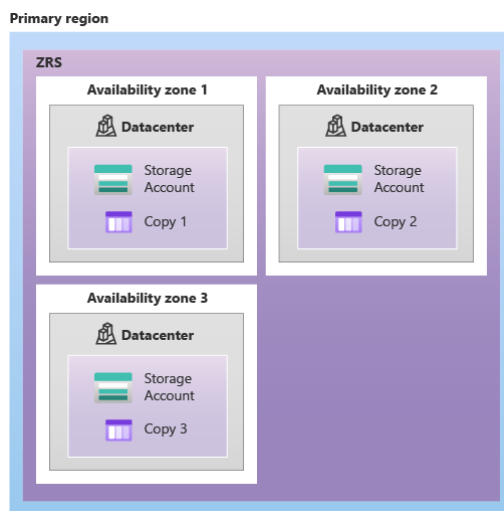 Primary region
ZRS
Availability zone 1
Datacenter
Storage
Account
Copy 1
Availability zone 2
Datacenter
Storage
Account
Copy 2
Availability zone 3
Datacenter
Storage
Account
Copy 3